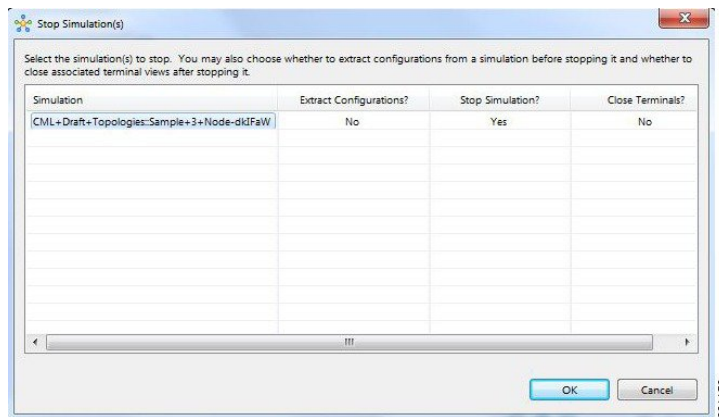 Stop Simulation(s)
Select the simulation(s) to stop. You may also choose whether to extract configurations from a simulation before stopping it and whether to
close associated terminal views after stopping it.
Simulation Extract Configurations? Stop Simulation? Close Terminals?
CML+Draft+Topologies::Sample+3+Node-dkIFaW No Yes No
OK Cancel